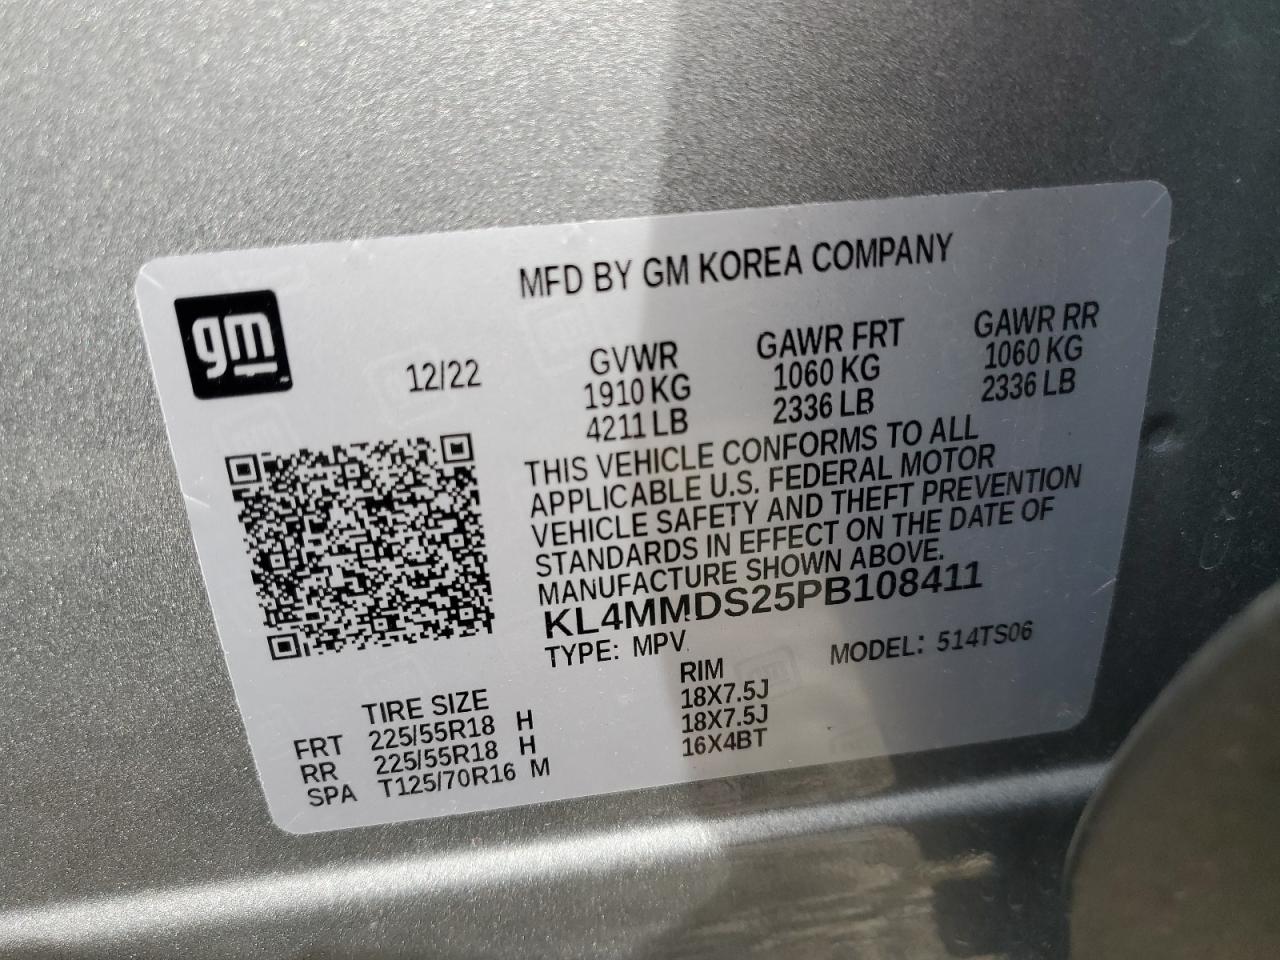 MFD BY GM KOREA COMPANY
gm
12/22
GVWR GAWR FRT GAWR RR
1910 KG 1060 KG 1060 KG
4211 LB 2336 LB 2336 LB
THIS VEHICLE CONFORMS TO ALL
APPLICABLE U.S. FEDERAL MOTOR
VEHICLE SAFETY AND THEFT PREVENTION
STANDARDS IN EFFECT ON THE DATE OF
MANUFACTURE SHOWN ABOVE.
KL4MMDS25PB108411
TYPE: MPV MODEL: 514TS06
TIRE SIZE RIM
FRT 225/55R18 H 18X7.5J
RR 225/55R18 H 18X7.5J
SPA T125/70R16 M 16X4BT